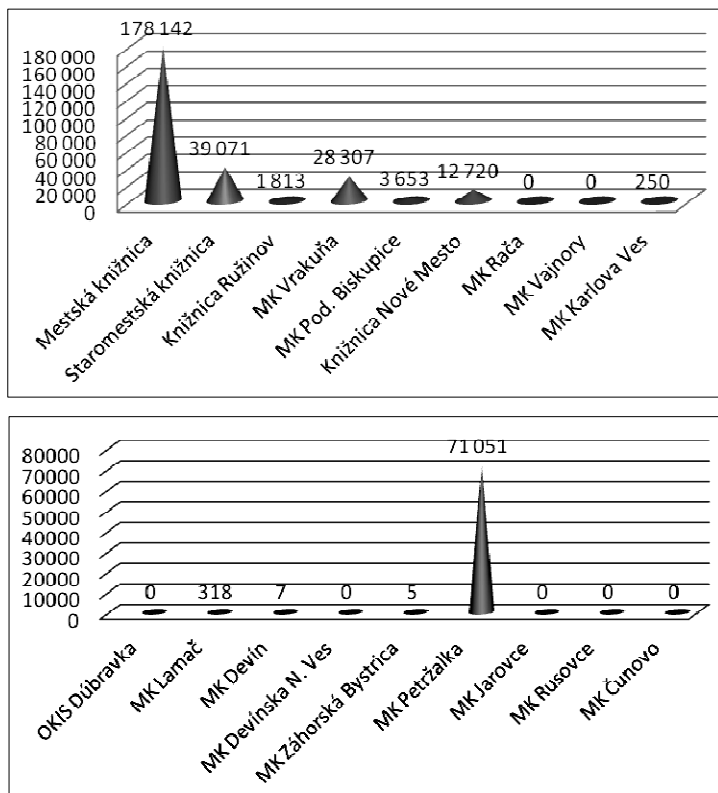 178 142
180 000
160 000
140 000
120 000
100 000
80 000
60 000
40 000
20 000
0
39 071
1 813
28 307
3 653
12 720
0
0
250
Mestská knižnica
Staromestská knižnica
Knižnica Ružinov
MK Vrakuňa
MK Pod. Biskupice
Knižnica Nové Mesto
MK Rača
MK Vajnory
MK Karlova Ves
80000
70000
60000
50000
40000
30000
20000
10000
0
0
318
7
0
5
71 051
0
0
0
OKIS Dúbravka
MK Lamač
MK Devín
MK Devínska N. Ves
MK Záhorská Bystrica
MK Petržalka
MK Jarovce
MK Rusovce
MK Čunovo